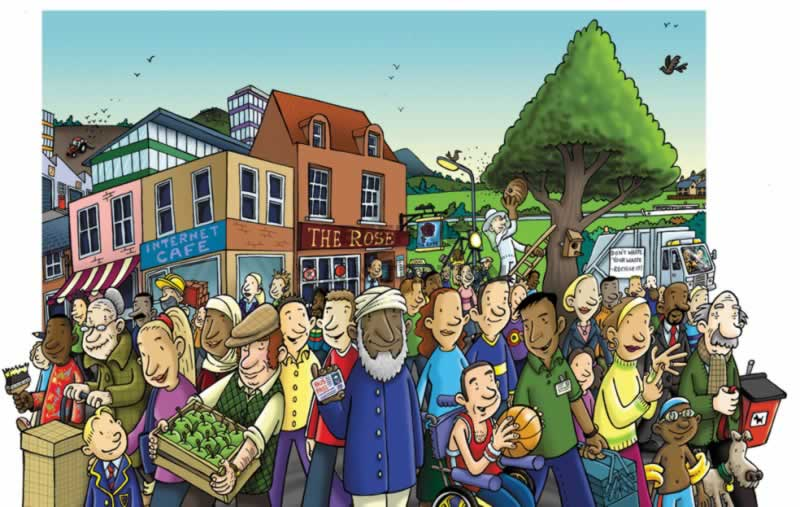 INTERNET
CAFE
THE ROSE
DON'T WASTE
YOUR WASTE
-RECYCLE IT!